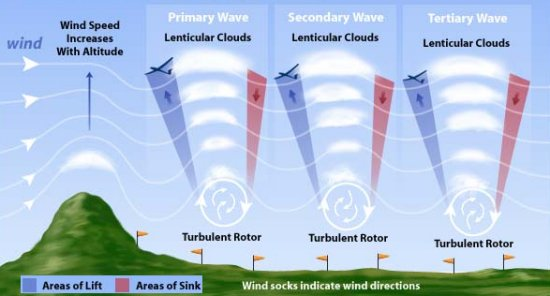 wind
Wind Speed
Increases
With Altitude
Primary Wave
Lenticular Clouds
Secondary Wave
Lenticular Clouds
Tertiary Wave
Lenticular Clouds
Turbulent Rotor
Turbulent Rotor
Turbulent Rotor
Areas of Lift
Areas of Sink
Wind socks indicate wind directions